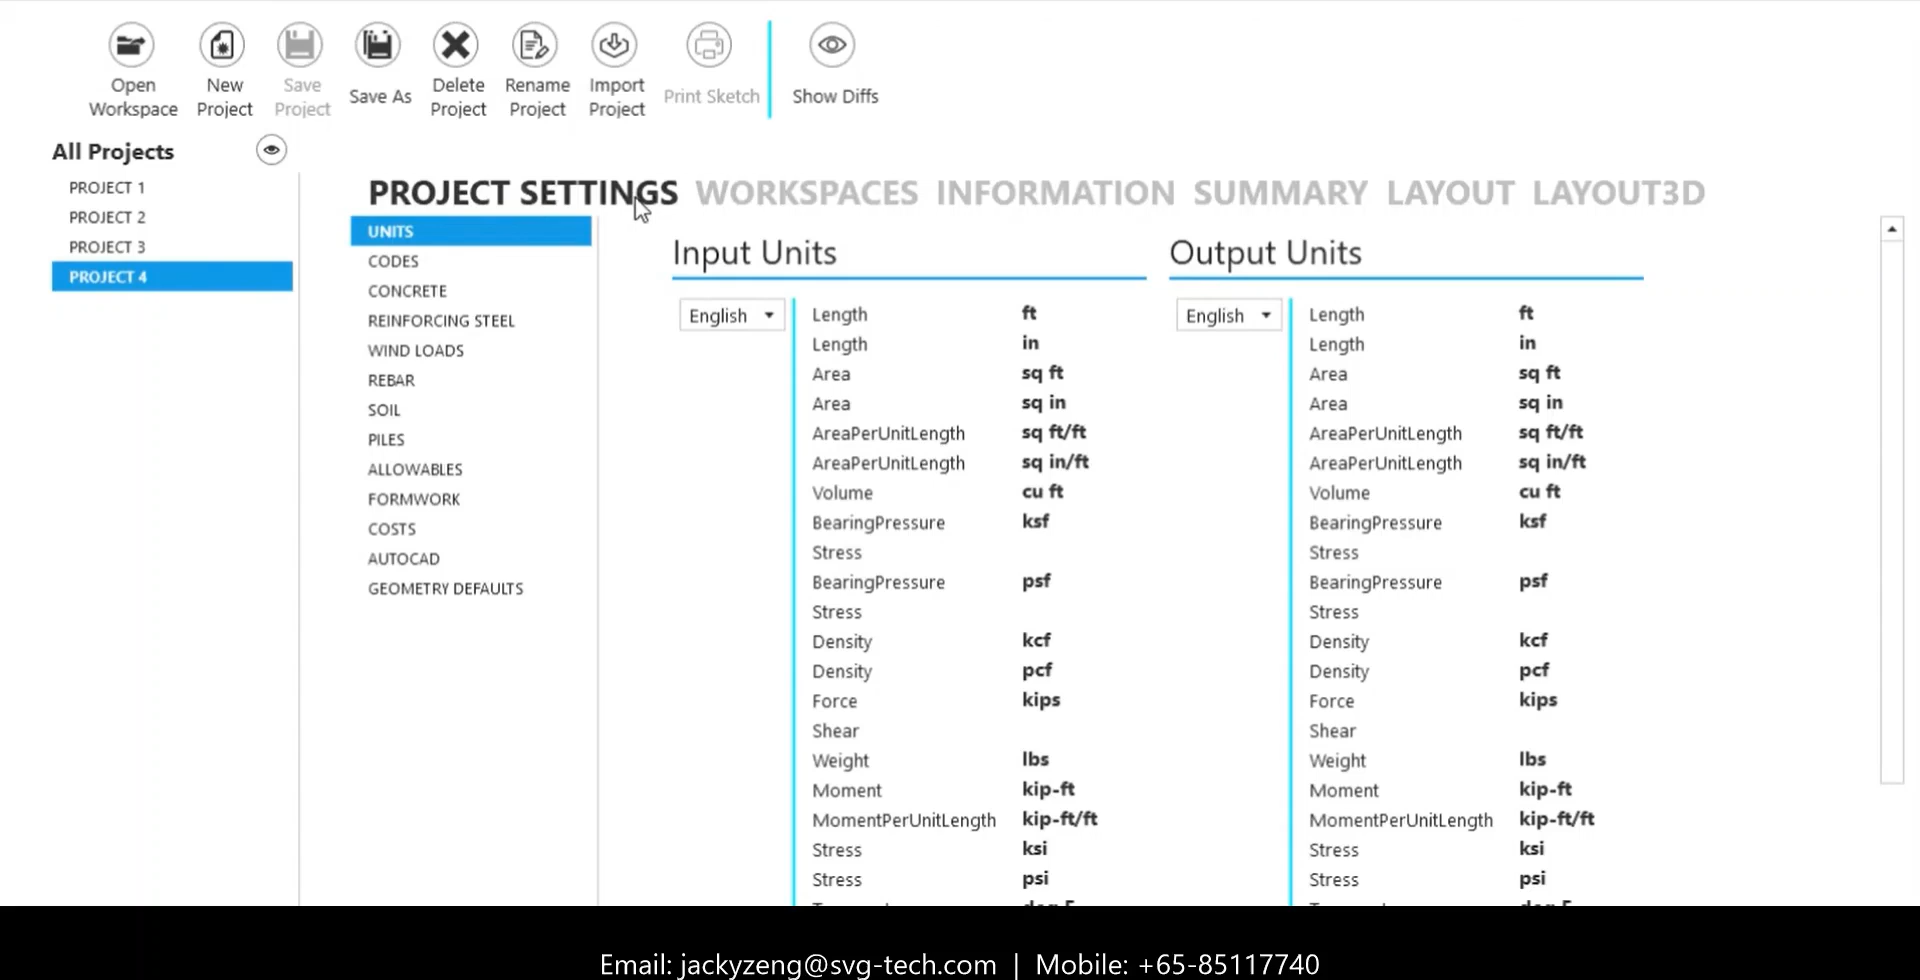 Open Workspace
New Project
Save Project
Save As
Delete Project
Rename Project
Import Project
Print Sketch
Show Diffs
All Projects
PROJECT 1
PROJECT 2
PROJECT 3
PROJECT 4
PROJECT SETTINGS WORKSPACES INFORMATION SUMMARY LAYOUT LAYOUT3D
UNITS
CODES
CONCRETE
REINFORCING STEEL
WIND LOADS
REBAR
SOIL
PILES
ALLOWABLES
FORMWORK
COSTS
AUTOCAD
GEOMETRY DEFAULTS
Input Units
English
Length ft
Length in
Area sq ft
Area sq in
AreaPerUnitLength sq ft/ft
AreaPerUnitLength sq in/ft
Volume cu ft
BearingPressure ksf
Stress
BearingPressure psf
Stress
Density kcf
Density pcf
Force kips
Shear
Weight lbs
Moment kip-ft
MomentPerUnitLength kip-ft/ft
Stress ksi
Stress psi
Output Units
English
Length ft
Length in
Area sq ft
Area sq in
AreaPerUnitLength sq ft/ft
AreaPerUnitLength sq in/ft
Volume cu ft
BearingPressure ksf
Stress
BearingPressure psf
Stress
Density kcf
Density pcf
Force kips
Shear
Weight lbs
Moment kip-ft
MomentPerUnitLength kip-ft/ft
Stress ksi
Stress psi
Email: jackyzeng@svg-tech.com | Mobile: +65-85117740